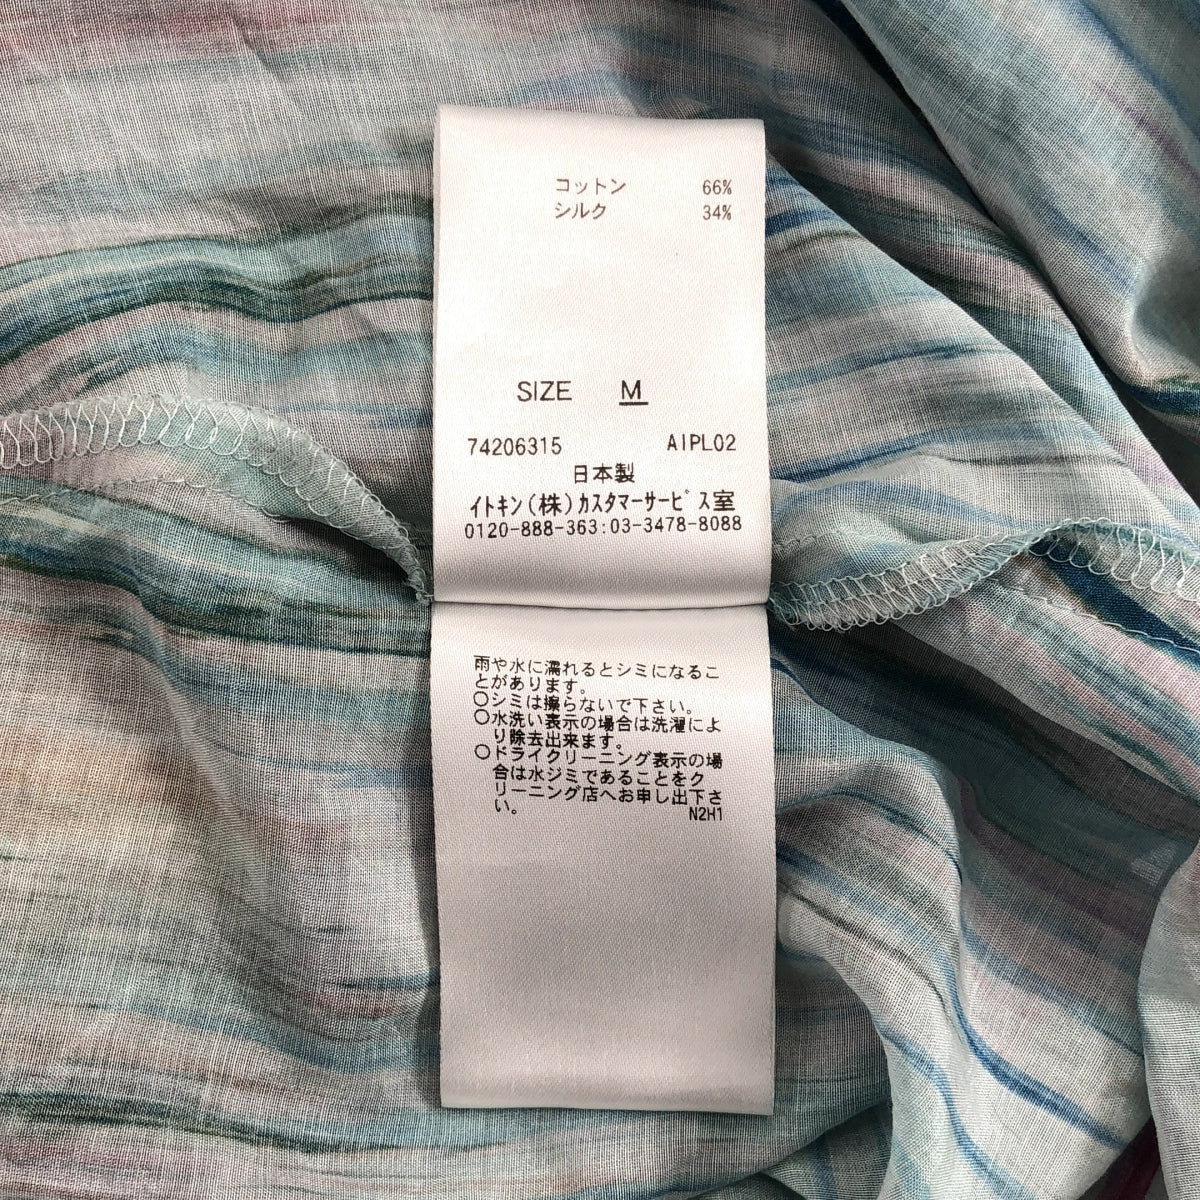 コットン 66%
シルク 34%
SIZE M
74206315 AIPL02
日本製
イトキン(株)カスタマーサービス室
0120-888-363:03-3478-8088
雨や水に濡れるとシミになるこ
とがあります。
○シミは擦らないで下さい。
○水洗い表示の場合は洗濯によ
り除去出来ます。
○ドライクリーニング表示の場
合は水ジミであることをク
リーニング店へお申し出下さ
い。 N2H1